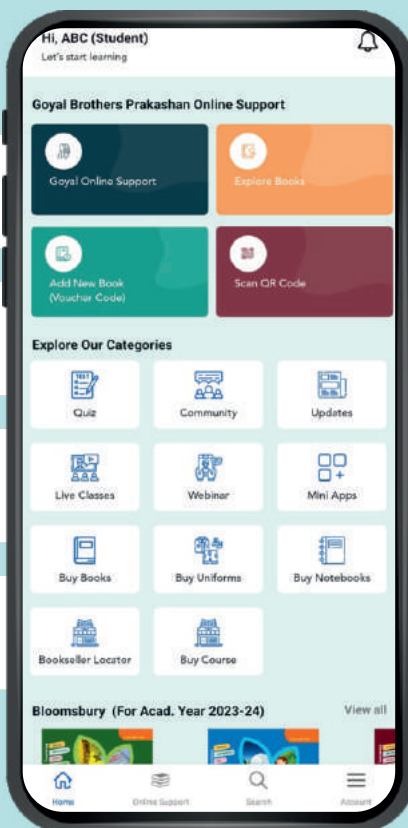 Hi, ABC (Student)
Let's start learning
Goyal Brothers Prakashan Online Support
Goyal Online Support
Explore Books
Add New Book
(Voucher Code)
Scan QR Code
Explore Our Categories
TEST
Quiz
Community
Updates
Live Classes
Webinar
Mini Apps
Buy Books
Buy Uniforms
Buy Notebooks
Bookseller Locator
Buy Course
Bloomsbury (For Acad. Year 2023-24)
View all
Home
Online Support
Search
Account